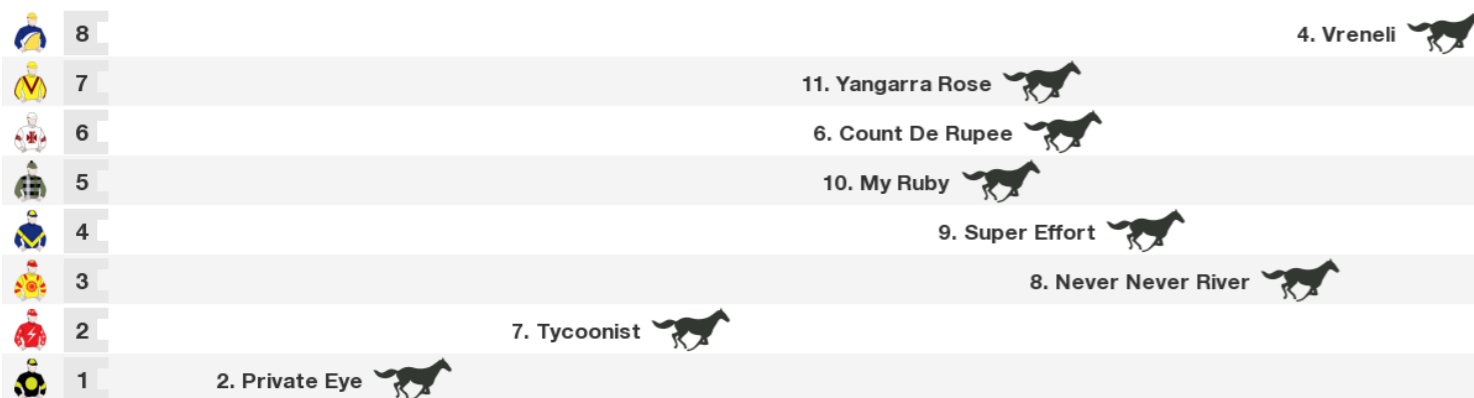 8 4. Vreneli
7 11. Yangarra Rose
6 6. Count De Rupee
5 10. My Ruby
4 9. Super Effort
3 8. Never Never River
2 7. Tycoonist
1 2. Private Eye